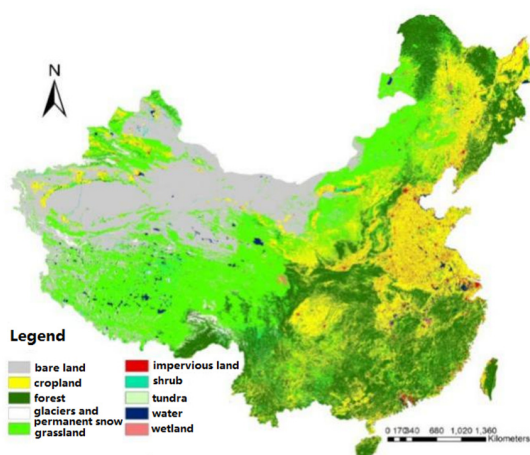 N
Legend
bare land
cropland
forest
glaciers and
permanent snow
grassland
impervious land
shrub
tundra
water
wetland
0 170340 680 1,020 1,360
Kilometers